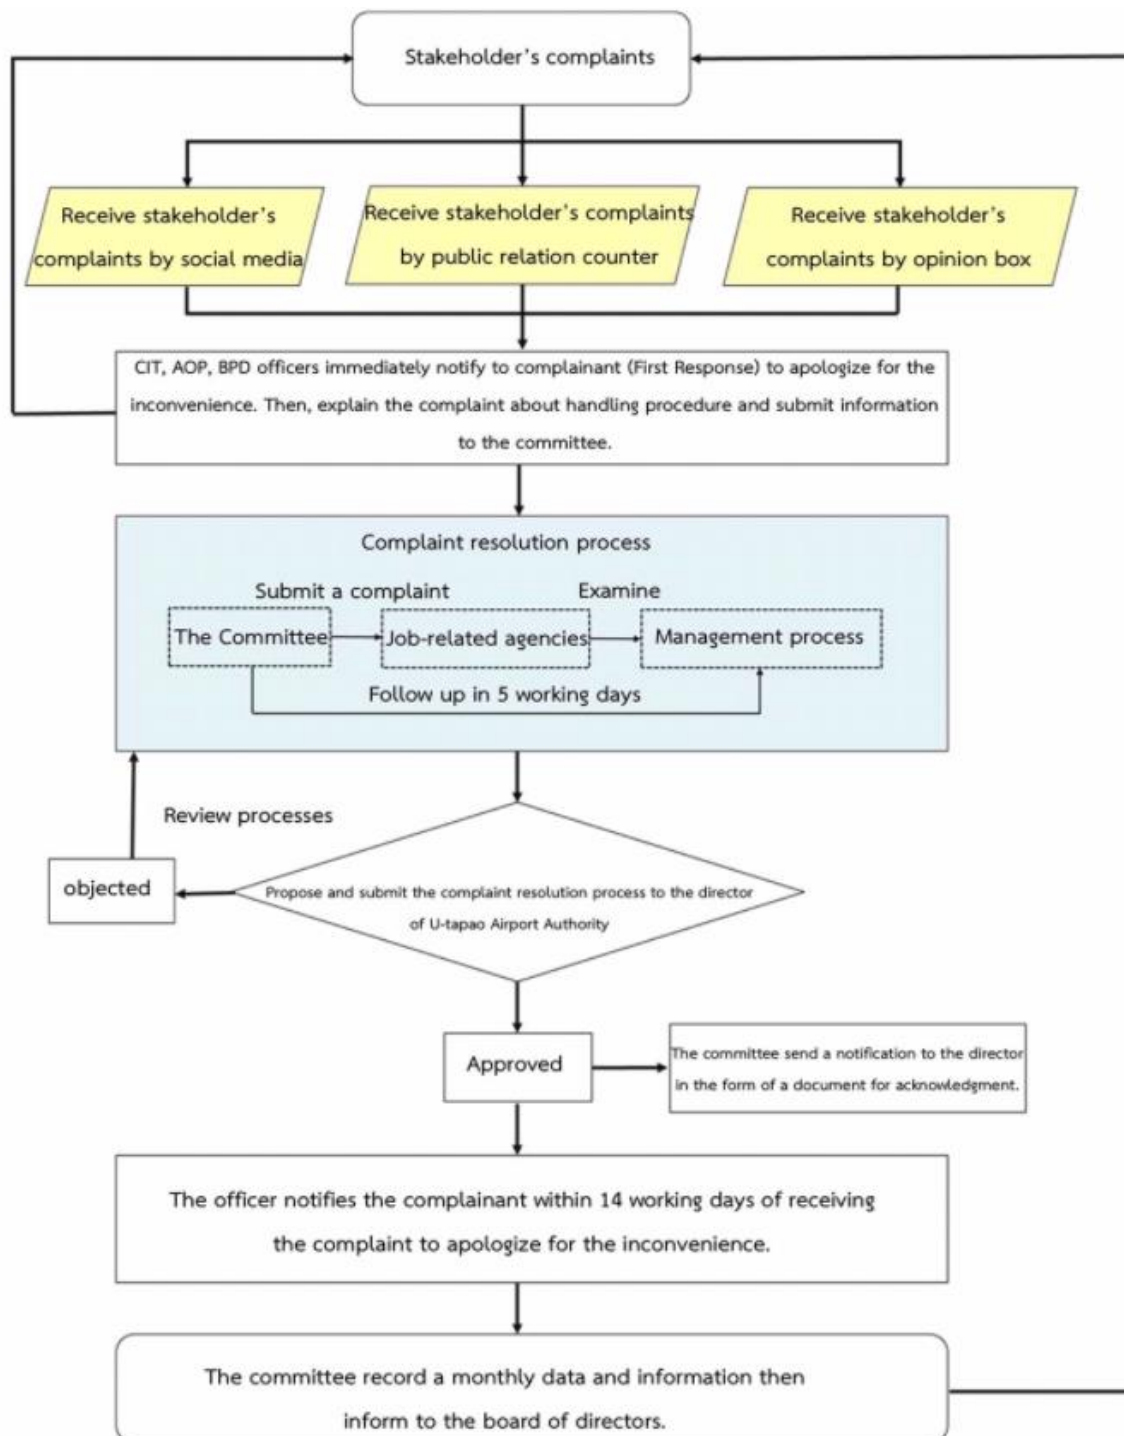 Stakeholder's complaints
Receive stakeholder's
complaints by social media
Receive stakeholder's complaints
by public relation counter
Receive stakeholder's
complaints by opinion box
CIT, AOP, BPD officers immediately notify to complainant (First Response) to apologize for the
inconvenience. Then, explain the complaint about handling procedure and submit information
to the committee.
Complaint resolution process
Submit a complaint
Examine
The Committee
Job-related agencies
Management process
Follow up in 5 working days
Review processes
objected
Propose and submit the complaint resolution process to the director
of U-tapao Airport Authority
Approved
The committee send a notification to the director
in the form of a document for acknowledgment.
The officer notifies the complainant within 14 working days of receiving
the complaint to apologize for the inconvenience.
The committee record a monthly data and information then
inform to the board of directors.